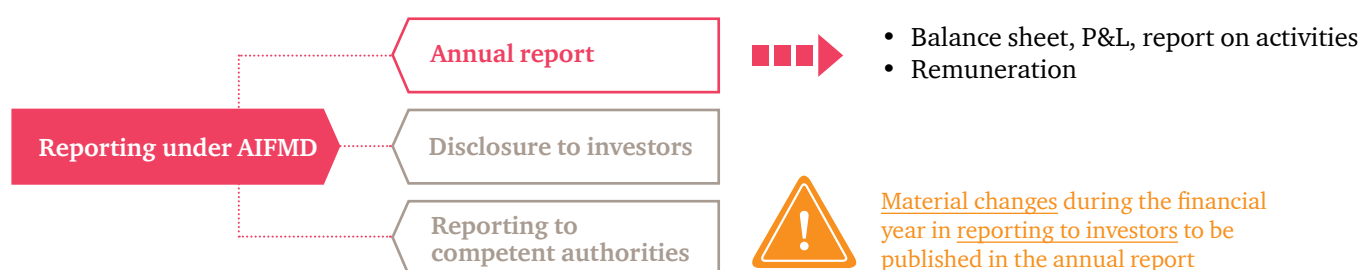 Reporting under AIFMD
Annual report
Disclosure to investors
Reporting to
competent authorities
• Balance sheet, P&L, report on activities
• Remuneration
!
Material changes during the financial
year in reporting to investors to be
published in the annual report